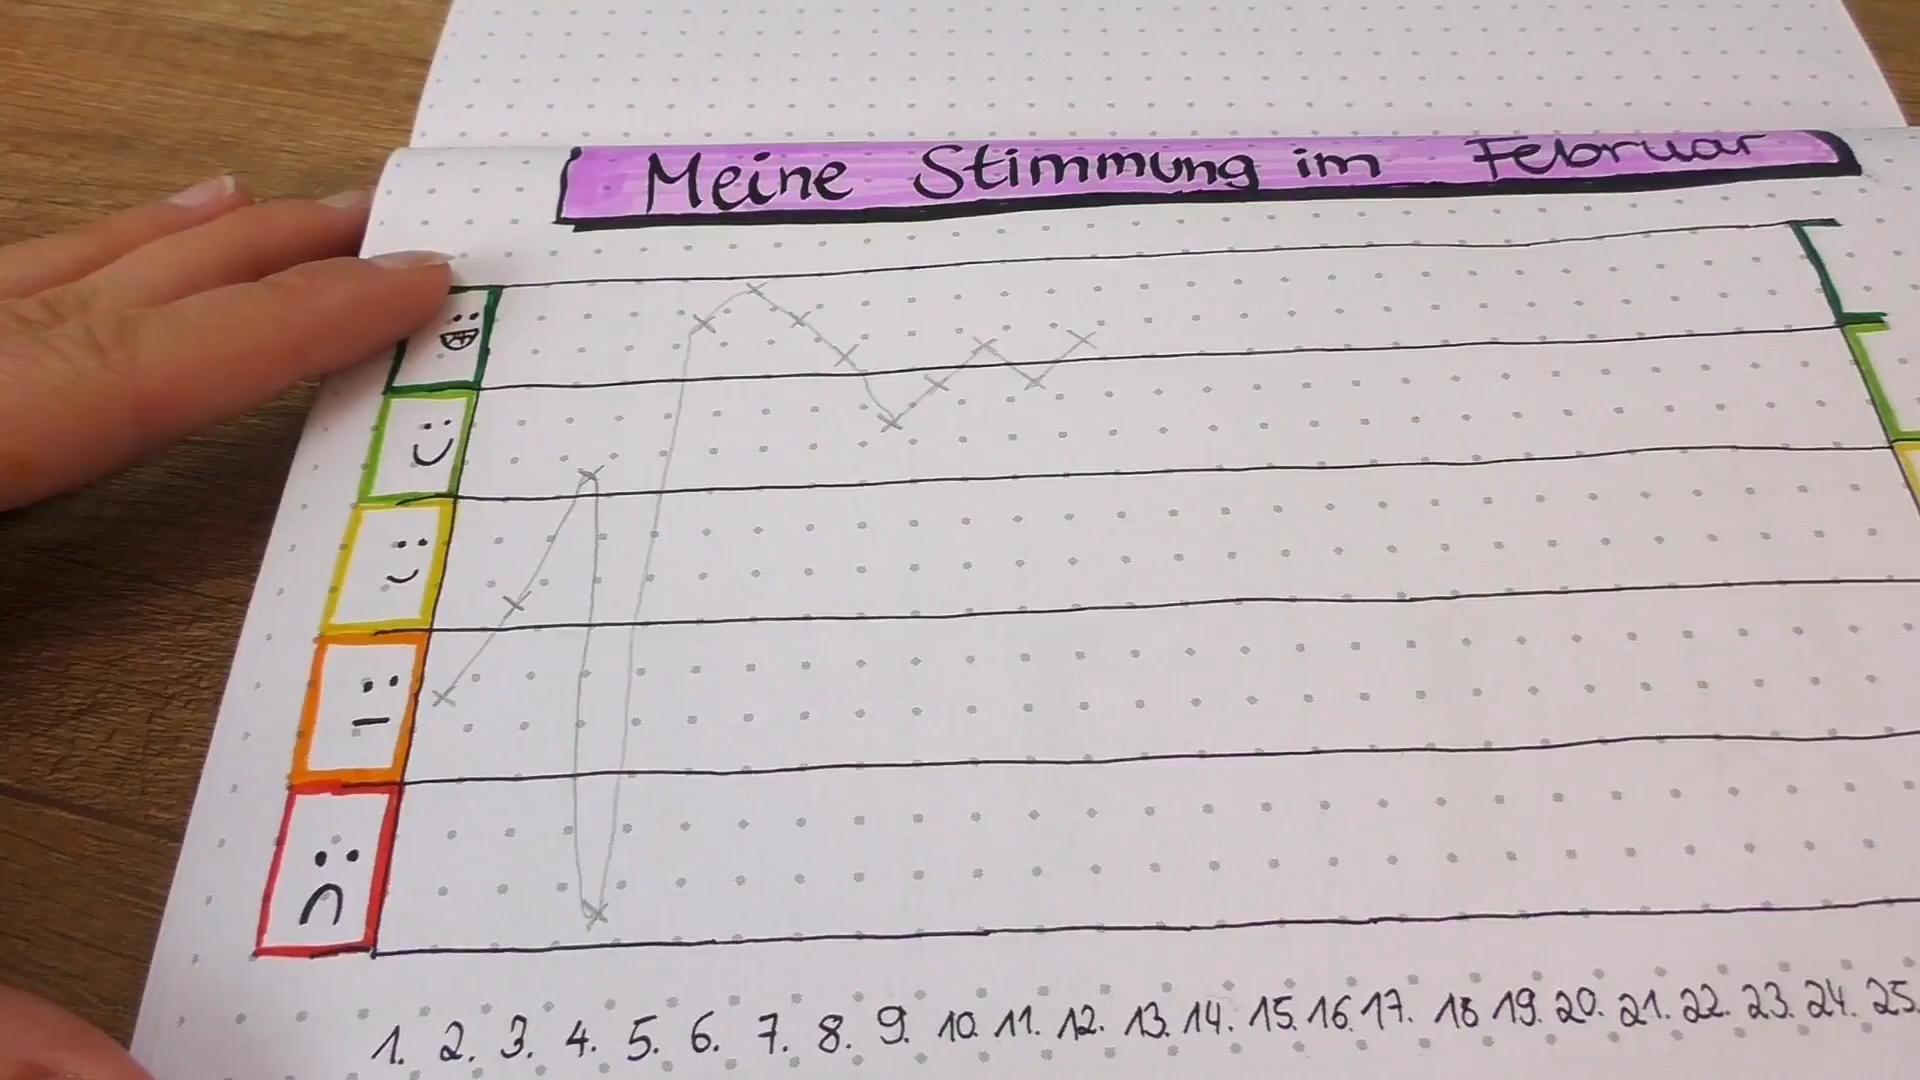 Meine Stimmung im Februar
1. 2. 3. 4. 5. 6. 7. 8. 9. 10. 11. 12. 13. 14. 15. 16. 17. 18 19. 20. 21. 22. 23. 24. 25.